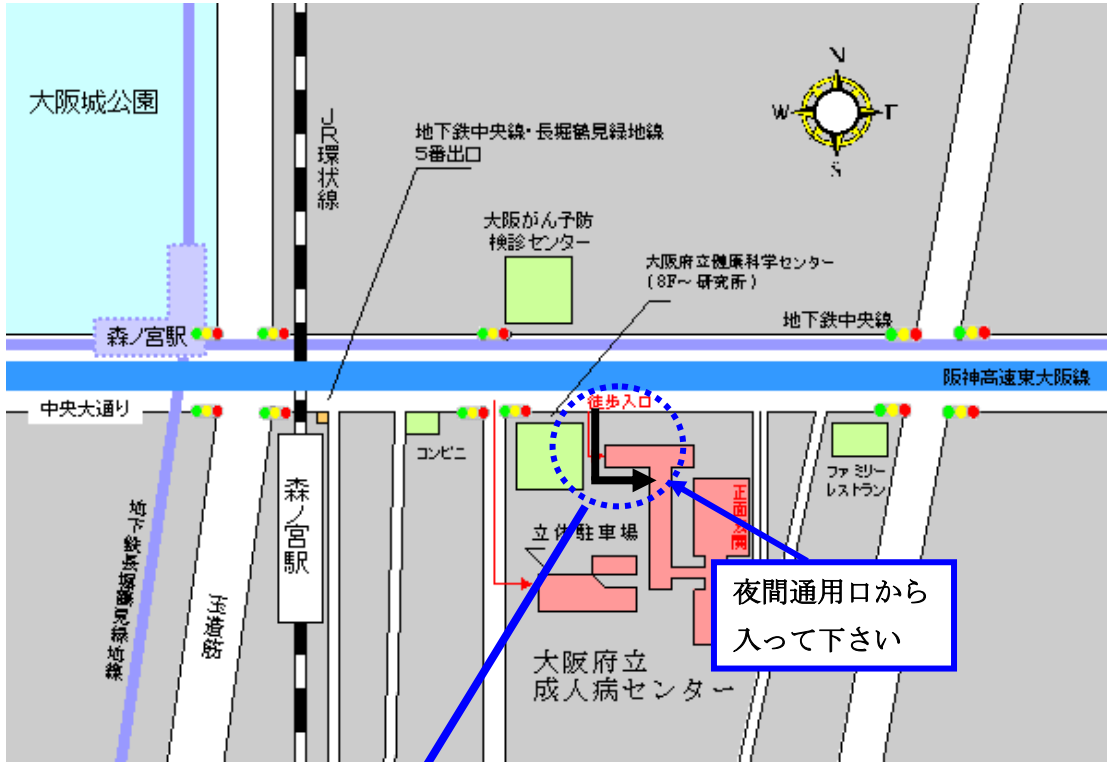 大阪城公園
JR環状線
地下鉄中央線・長堀鶴見緑地線
5番出口
N
W
E
S
大阪がん予防
検診センター
大阪府立健康科学センター
(8F～研究所)
地下鉄中央線
森ノ宮駅
阪神高速東大阪線
中央大通り
徒歩入口
コンビニ
ファミリー
レストラン
森ノ宮駅
立体駐車場
正面玄関
地下鉄長堀鶴見緑地線
玉造筋
夜間通用口から
入って下さい
大阪府立
成人病センター